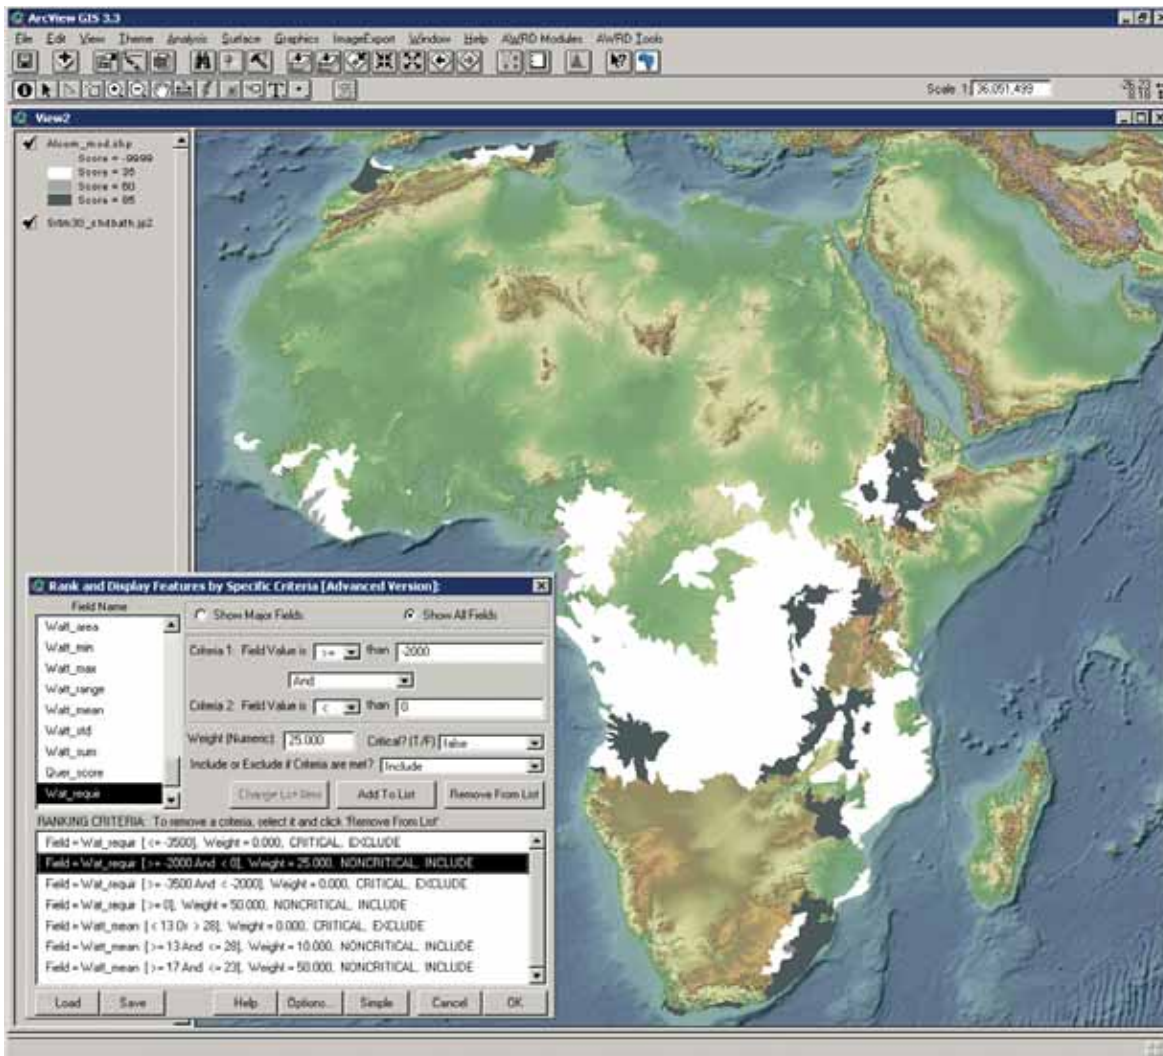 ArcView GIS 3.3
File Edit View Theme Analysis Surface Graphics ImageExport Window Help AWRD Modules AWRD Tools
Scale 1: 36,051,499
View2
Alcom_mod.shp
Score = -9999
Score = 35
Score = 60
Score = 85
Srtm30_shdbath.jp2
Rank and Display Features by Specific Criteria [Advanced Version]:
Field Name
Show Major Fields
Show All Fields
Watt_area
Watt_min
Watt_max
Watt_range
Watt_mean
Watt_std
Watt_sum
Quer_score
Wat_requir
Criteria 1: Field Value is >= than -2000
And
Criteria 2: Field Value is < than 0
Weight (Numeric): 25.000 Critical? (T/F) false
Include or Exclude if Criteria are met? Include
Change List Item Add To List Remove From List
RANKING CRITERIA: To remove a criteria, select it and click 'Remove From List'
Field = Wat_requir [ <= -3500], Weight = 0.000, CRITICAL, EXCLUDE
Field = Wat_requir [ >= -2000 And < 0], Weight = 25.000, NONCRITICAL, INCLUDE
Field = Wat_requir [ >= -3500 And < -2000], Weight = 0.000, CRITICAL, EXCLUDE
Field = Wat_requir [ >= 0], Weight = 50.000, NONCRITICAL, INCLUDE
Field = Watt_mean [ < 13 Or > 28], Weight = 0.000, CRITICAL, EXCLUDE
Field = Watt_mean [ >= 13 And <= 28], Weight = 10.000, NONCRITICAL, INCLUDE
Field = Watt_mean [ >= 17 And <= 23], Weight = 50.000, NONCRITICAL, INCLUDE
Load Save Help Options... Simple Cancel OK